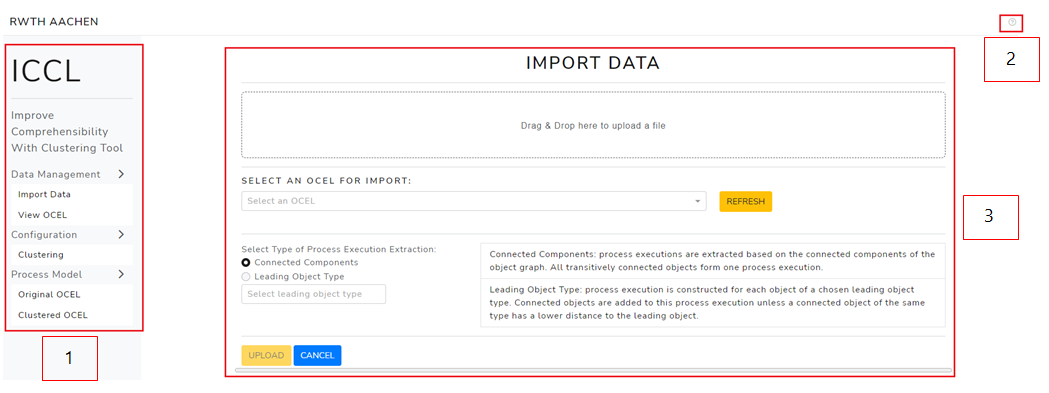 RWTH AACHEN
ICCL
Improve
Comprehensibility
With Clustering Tool
Data Management
Import Data
View OCEL
Configuration
Clustering
Process Model
Original OCEL
Clustered OCEL
1
2
IMPORT DATA
Drag & Drop here to upload a file
SELECT AN OCEL FOR IMPORT:
Select an OCEL
REFRESH
Select Type of Process Execution Extraction:
Connected Components
Leading Object Type
Select leading object type
Connected Components: process executions are extracted based on the connected components of the
object graph. All transitively connected objects form one process execution.
Leading Object Type: process execution is constructed for each object of a chosen leading object
type. Connected objects are added to this process execution unless a connected object of the same
type has a lower distance to the leading object.
UPLOAD
CANCEL
3